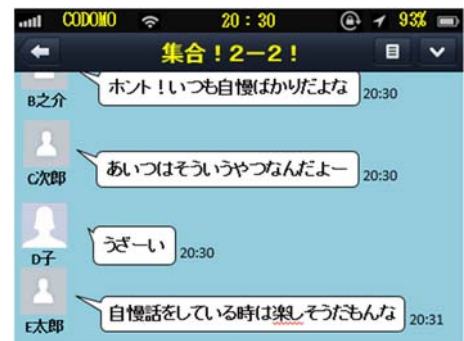 CODOMO 20：30 93%
集合！2－2！
B之介
ホント！いつも自慢ばかりだよな 20:30
C次郎
あいつはそういうやつなんだよー 20:30
D子
うざーい 20:30
E太郎
自慢話をしている時は楽しそうだもんな 20:31